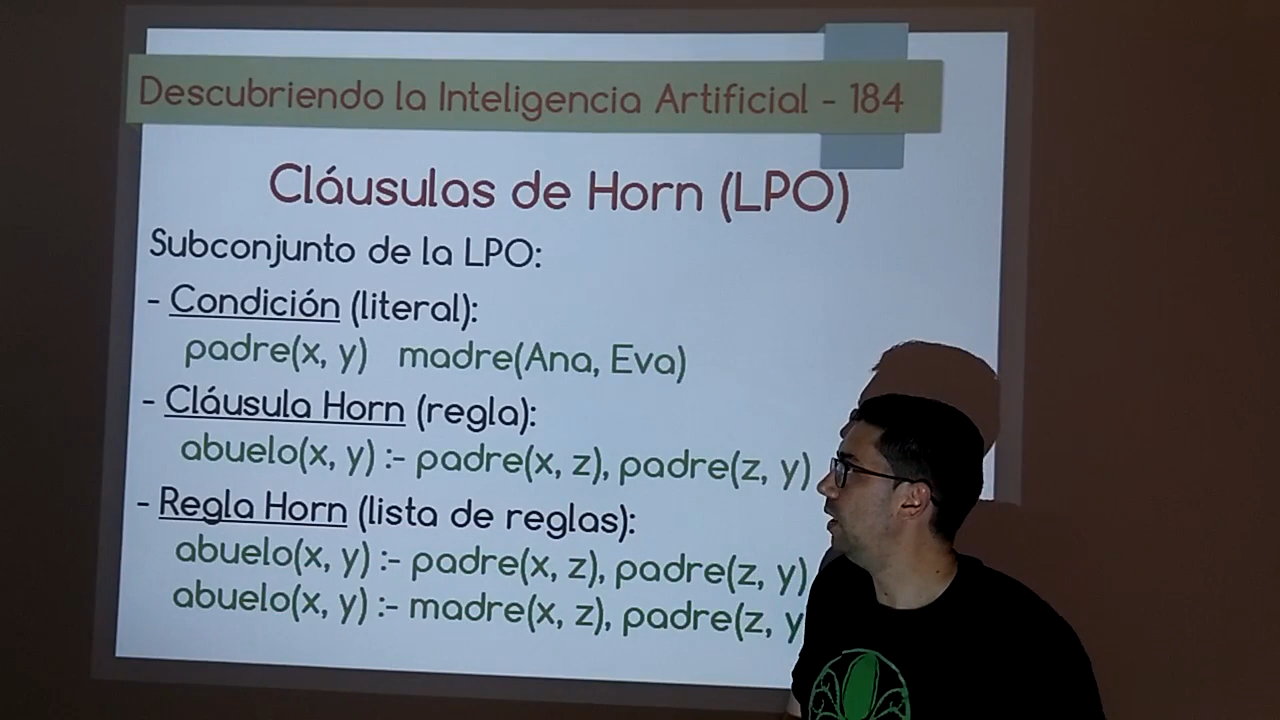 Descubriendo la Inteligencia Artificial - 184
Cláusulas de Horn (LPO)
Subconjunto de la LPO:
- Condición (literal):
padre(x, y) madre(Ana, Eva)
- Cláusula Horn (regla):
abuelo(x, y) :- padre(x, z), padre(z, y)
- Regla Horn (lista de reglas):
abuelo(x, y) :- padre(x, z), padre(z, y)
abuelo(x, y) :- madre(x, z), padre(z, y